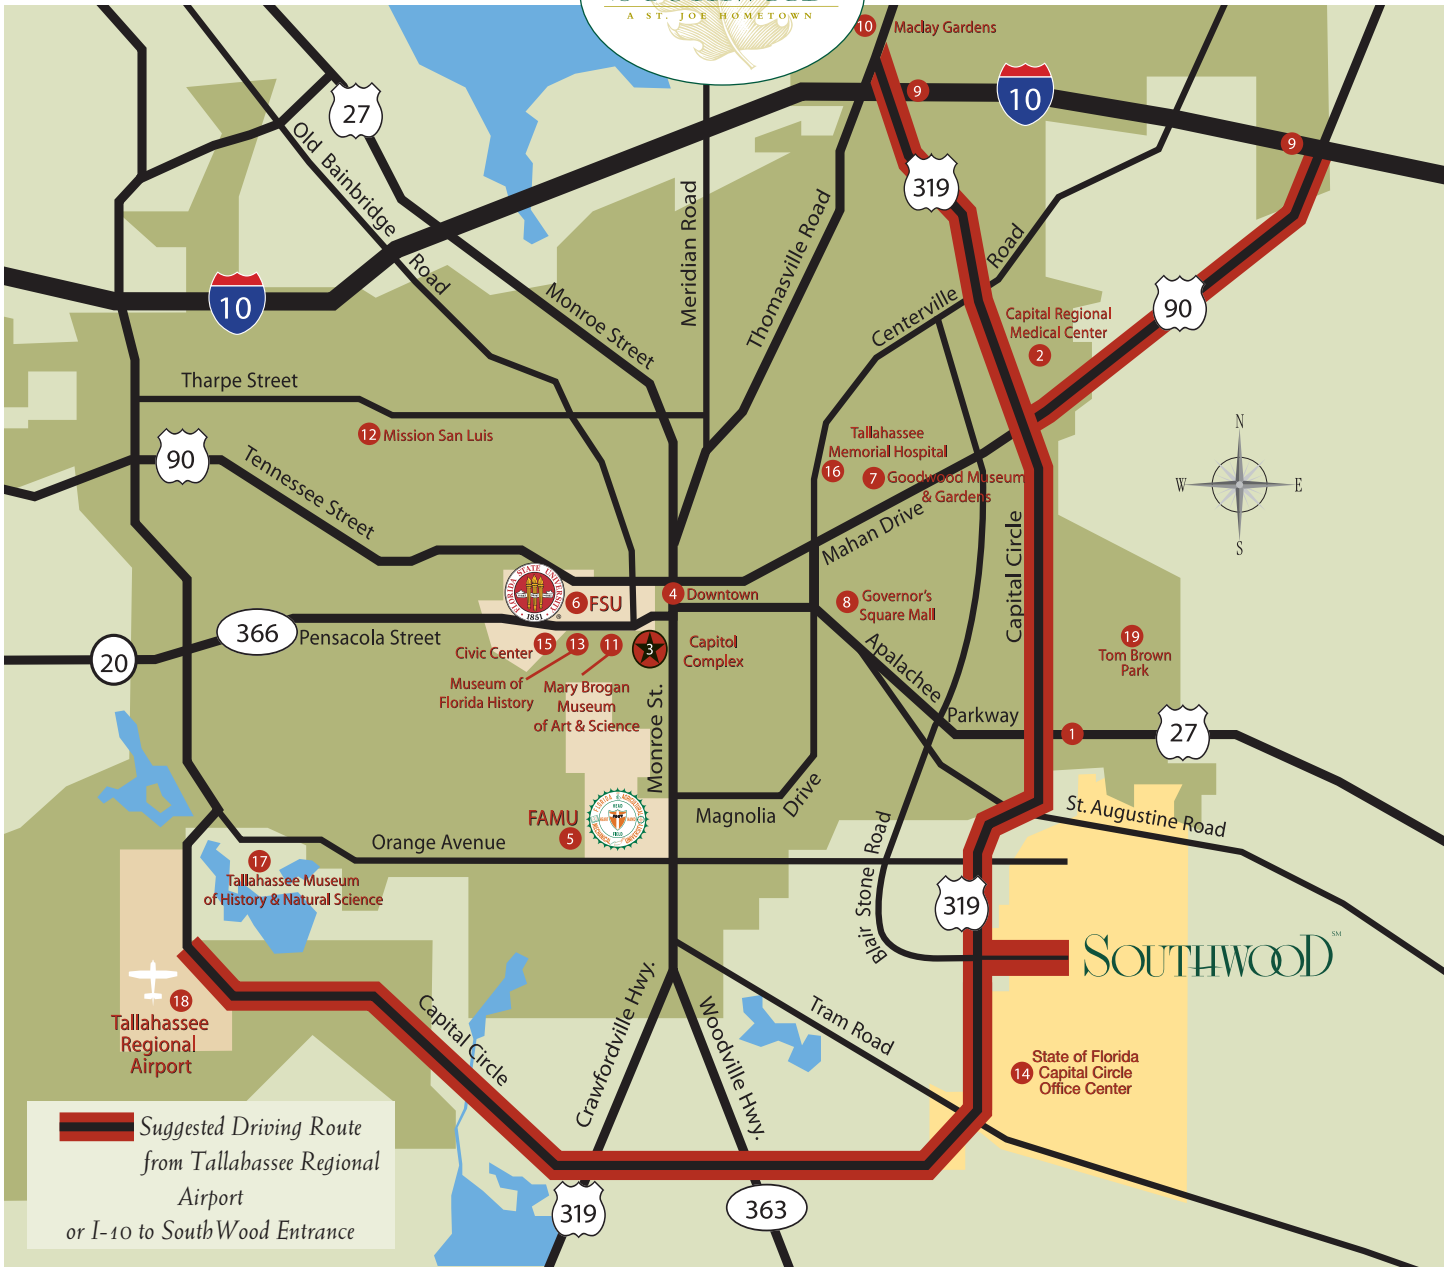 A ST. JOE HOMETOWN
10 Maclay Gardens
9
10
27
9
Old Bainbridge Road
319
Meridian Road
Thomasville Road
Centerville Road
10
Monroe Street
90
Capital Regional
Medical Center
2
Tharpe Street
12 Mission San Luis
90
Tennessee Street
Tallahassee
Memorial Hospital
16
7 Goodwood Museum
& Gardens
Mahan Drive
Capital Circle
N
W E
S
FLORIDA STATE UNIVERSITY
1851
®
6 FSU
4 Downtown
8 Governor's
Square Mall
366
Pensacola Street
20
Civic Center 15
13
11
3
Capitol
Complex
Museum of
Florida History
Mary Brogan
Museum
of Art & Science
Monroe St.
Apalachee
Parkway
19
Tom Brown
Park
1
27
Magnolia Drive
St. Augustine Road
FAMU
5
Orange Avenue
Blair Stone Road
17
Tallahassee Museum
of History & Natural Science
319
SOUTHWOOD SM
18
Tallahassee
Regional
Airport
Capital Circle
Crawfordville Hwy.
Woodville Hwy.
Tram Road
14 State of Florida
Capital Circle
Office Center
319
363
Suggested Driving Route
from Tallahassee Regional
Airport
or I-10 to SouthWood Entrance